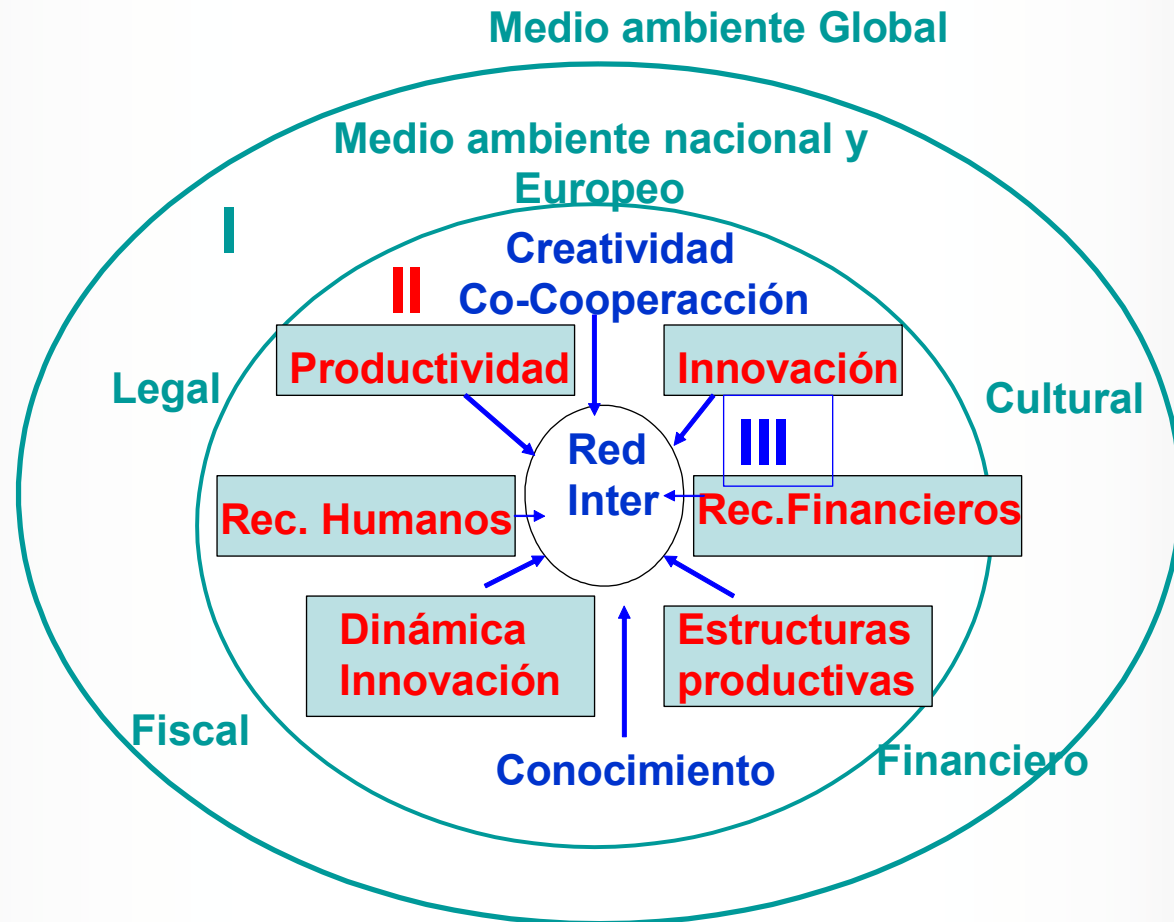 Medio ambiente Global
Medio ambiente nacional y
Europeo
I
Creatividad
II
Co-Cooperacción
Productividad
Innovación
Legal
Cultural
Red
III
Inter
Rec. Humanos
Rec.Financieros
Dinámica
Innovación
Estructuras
productivas
Fiscal
Conocimiento
Financiero